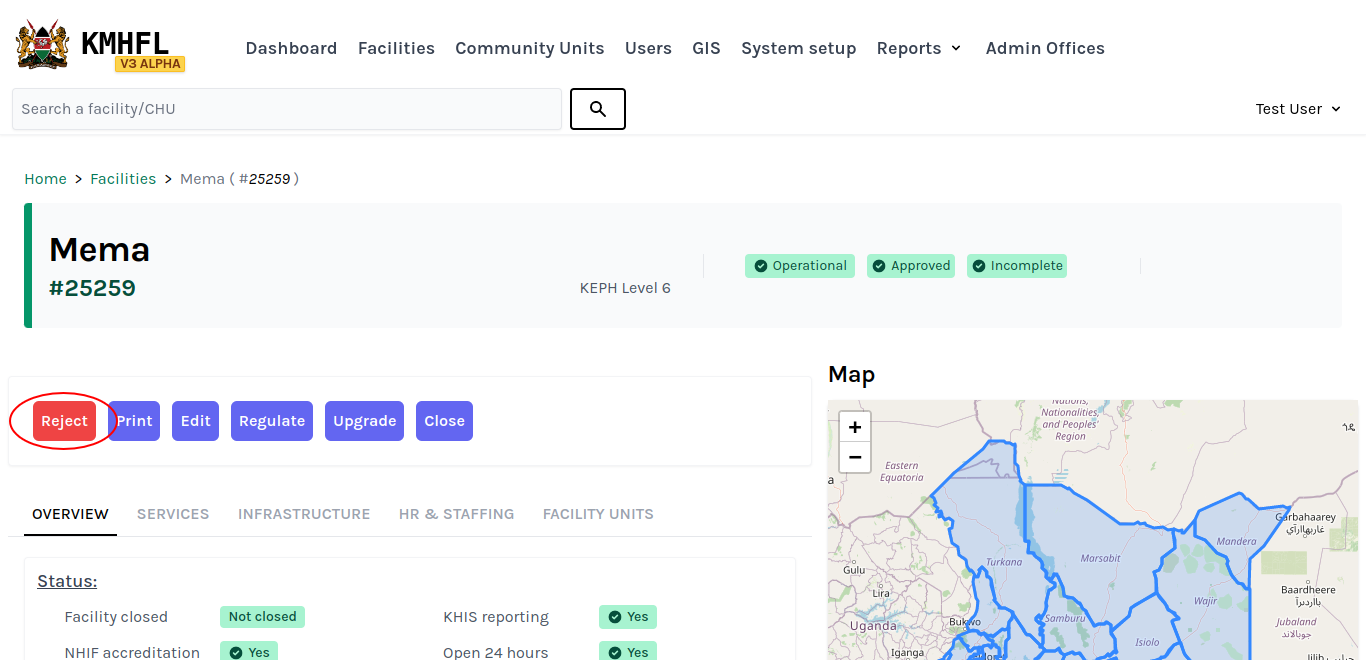 KMHFL
V3 ALPHA
Dashboard Facilities Community Units Users GIS System setup Reports Admin Offices
Search a facility/CHU
Test User
Home > Facilities > Mema ( #25259 )
Mema
#25259
KEPH Level 6
Operational Approved Incomplete
Reject Print Edit Regulate Upgrade Close
OVERVIEW SERVICES INFRASTRUCTURE HR & STAFFING FACILITY UNITS
Status:
Facility closed Not closed KHIS reporting Yes
NHIF accreditation Yes Open 24 hours Yes
Map
+
−
Nations,
Nationalities,
and Peoples'
Region
Eastern
Equatoria
Garbahaarey
غاربهاارآي
Mandera
Turkana
Marsabit
Gulu
Lira
Baardheere
بااردىرآ
Wajir
Uganda
Bukwo
Samburu
Jubaland
جوبالاند
Isiolo
Iganga